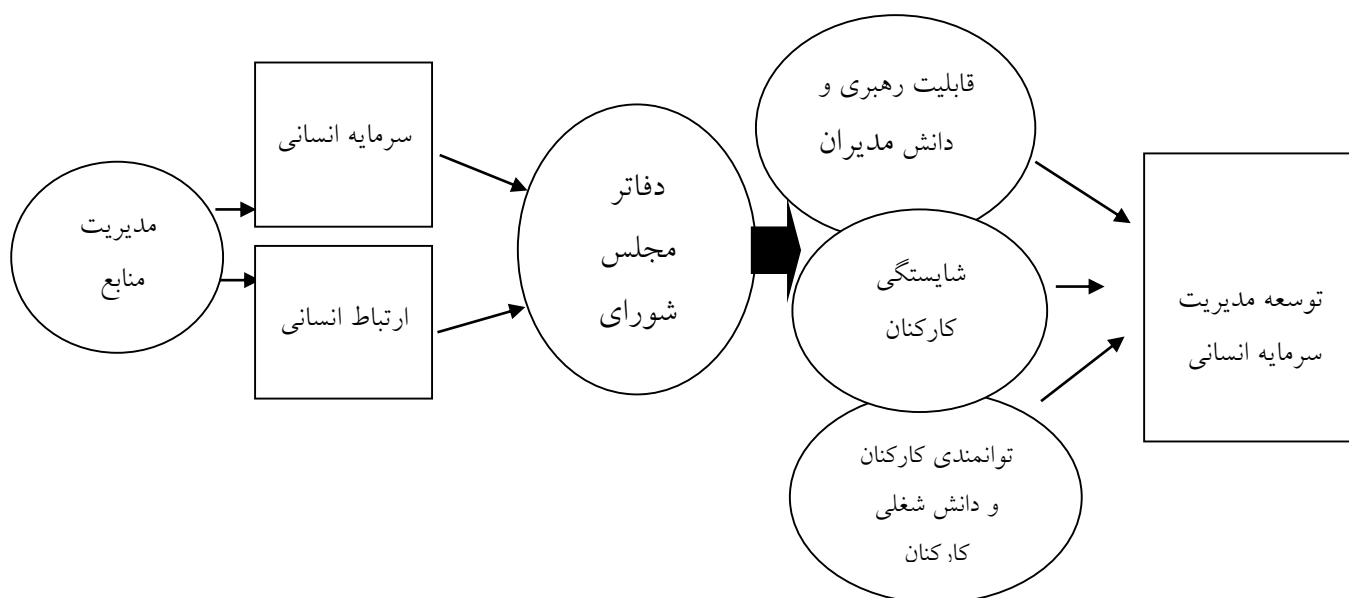 مدیریت
منابع
سرمایه انسانی
ارتباط انسانی
دفاتر
مجلس
شورای
قابلیت رهبری و
دانش مدیران
شایستگی
کارکنان
توانمندی کارکنان
و دانش شغلی
کارکنان
توسعه مدیریت
سرمایه انسانی